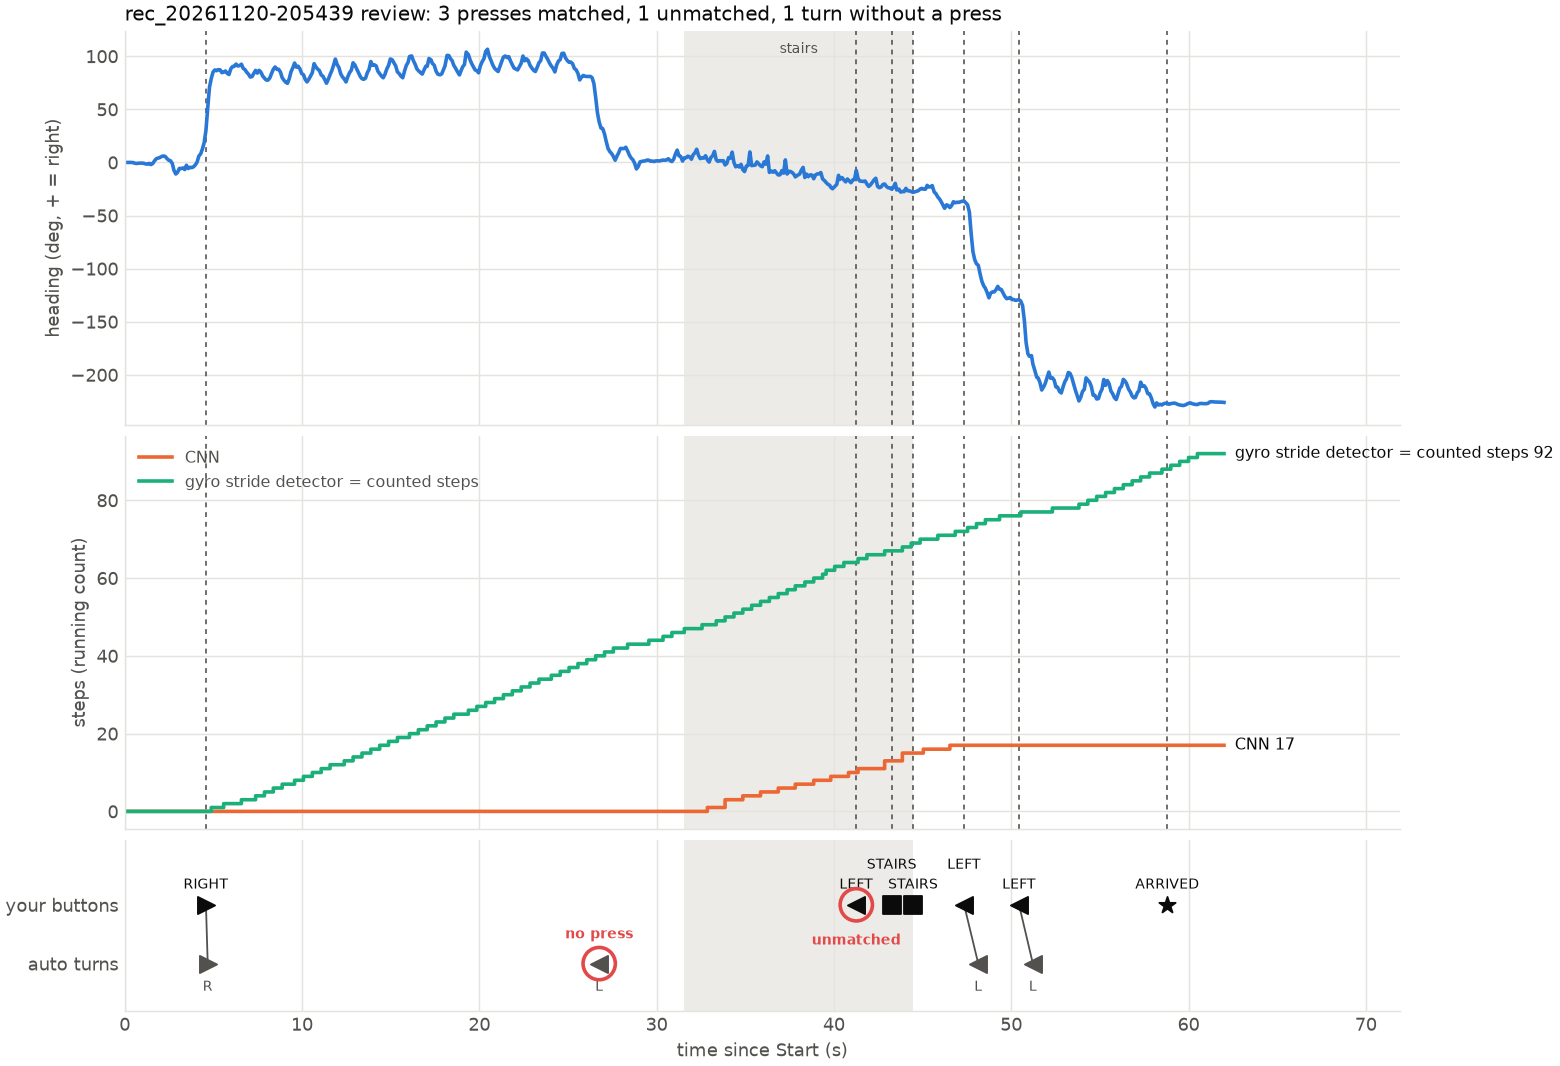 rec_20261120-205439 review: 3 presses matched, 1 unmatched, 1 turn without a press
stairs
heading (deg, + = right)
100
50
0
−50
−100
−150
−200
CNN
gyro stride detector = counted steps
steps (running count)
80
60
40
20
0
gyro stride detector = counted steps 92
CNN 17
STAIRS
LEFT
RIGHT
LEFT
STAIRS
LEFT
ARRIVED
your buttons
no press
unmatched
auto turns
R
L
L
L
0
10
20
30
40
50
60
70
time since Start (s)